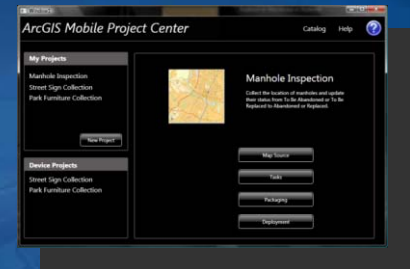 ArcGIS Mobile Project Center
Catalog Help ?
My Projects
Manhole Inspection
Street Sign Collection
Park Furniture Collection
New Project
Device Projects
Street Sign Collection
Park Furniture Collection
Manhole Inspection
Collect the location of manholes and update
their status from To Be Abandoned or To Be
Replaced to Abandoned or Replaced.
Map Source
Tasks
Packaging
Deployment